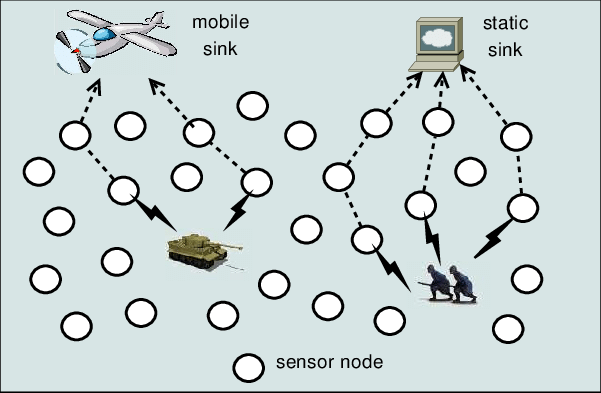 mobile
sink
static
sink
sensor node